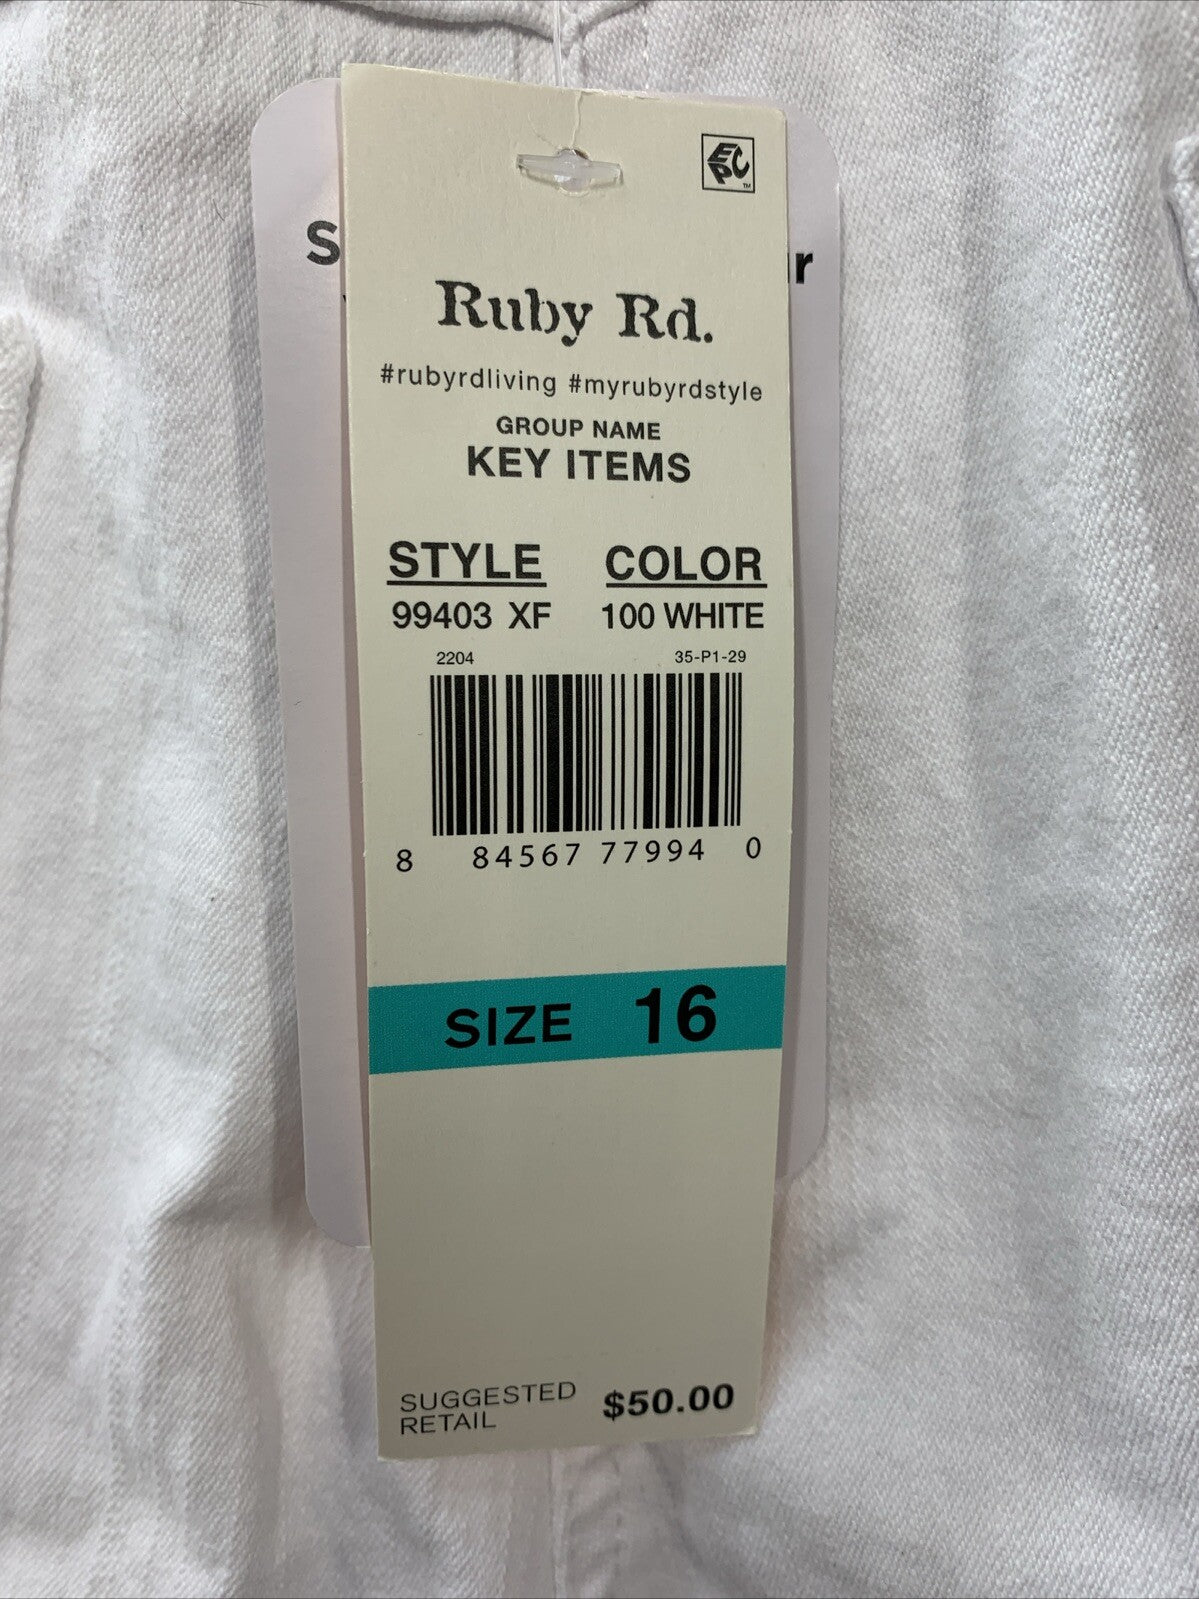 EPC
TM
Ruby Rd.
#rubyrdliving #myrubyrdstyle
GROUP NAME
KEY ITEMS
STYLE COLOR
99403 XF 100 WHITE
2204 35-P1-29
8 84567 77994 0
SIZE 16
SUGGESTED
RETAIL $50.00